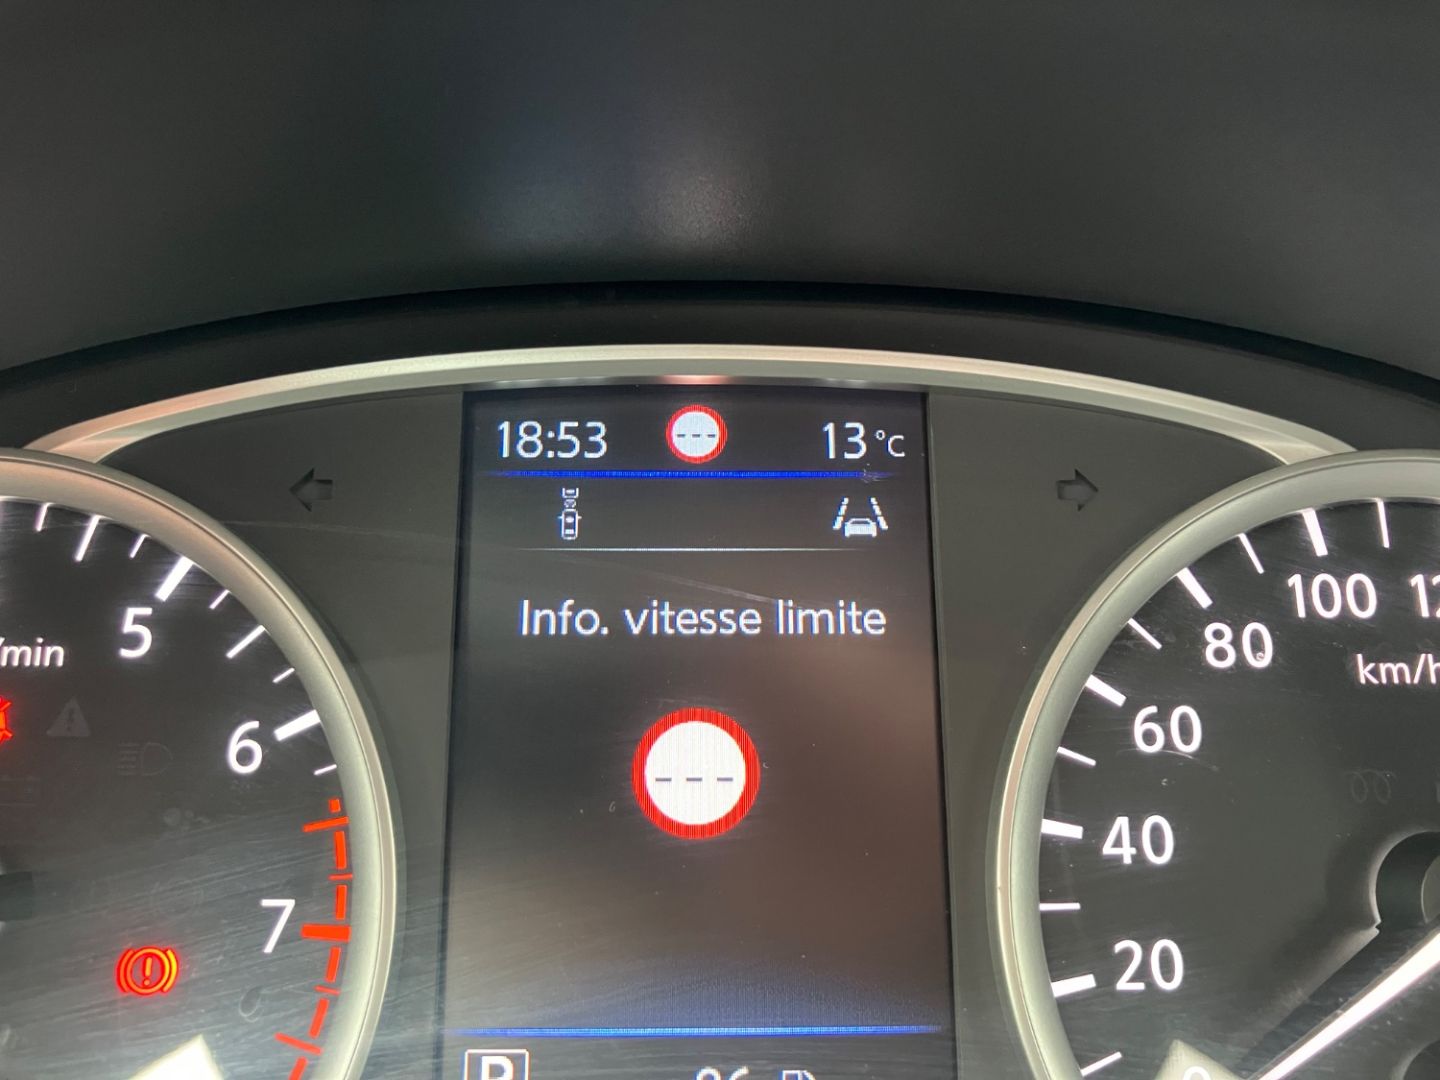 18:53 --- 13 °C
Info. vitesse limite
---
/min
5
6
7
100
80
km/h
60
40
20
P